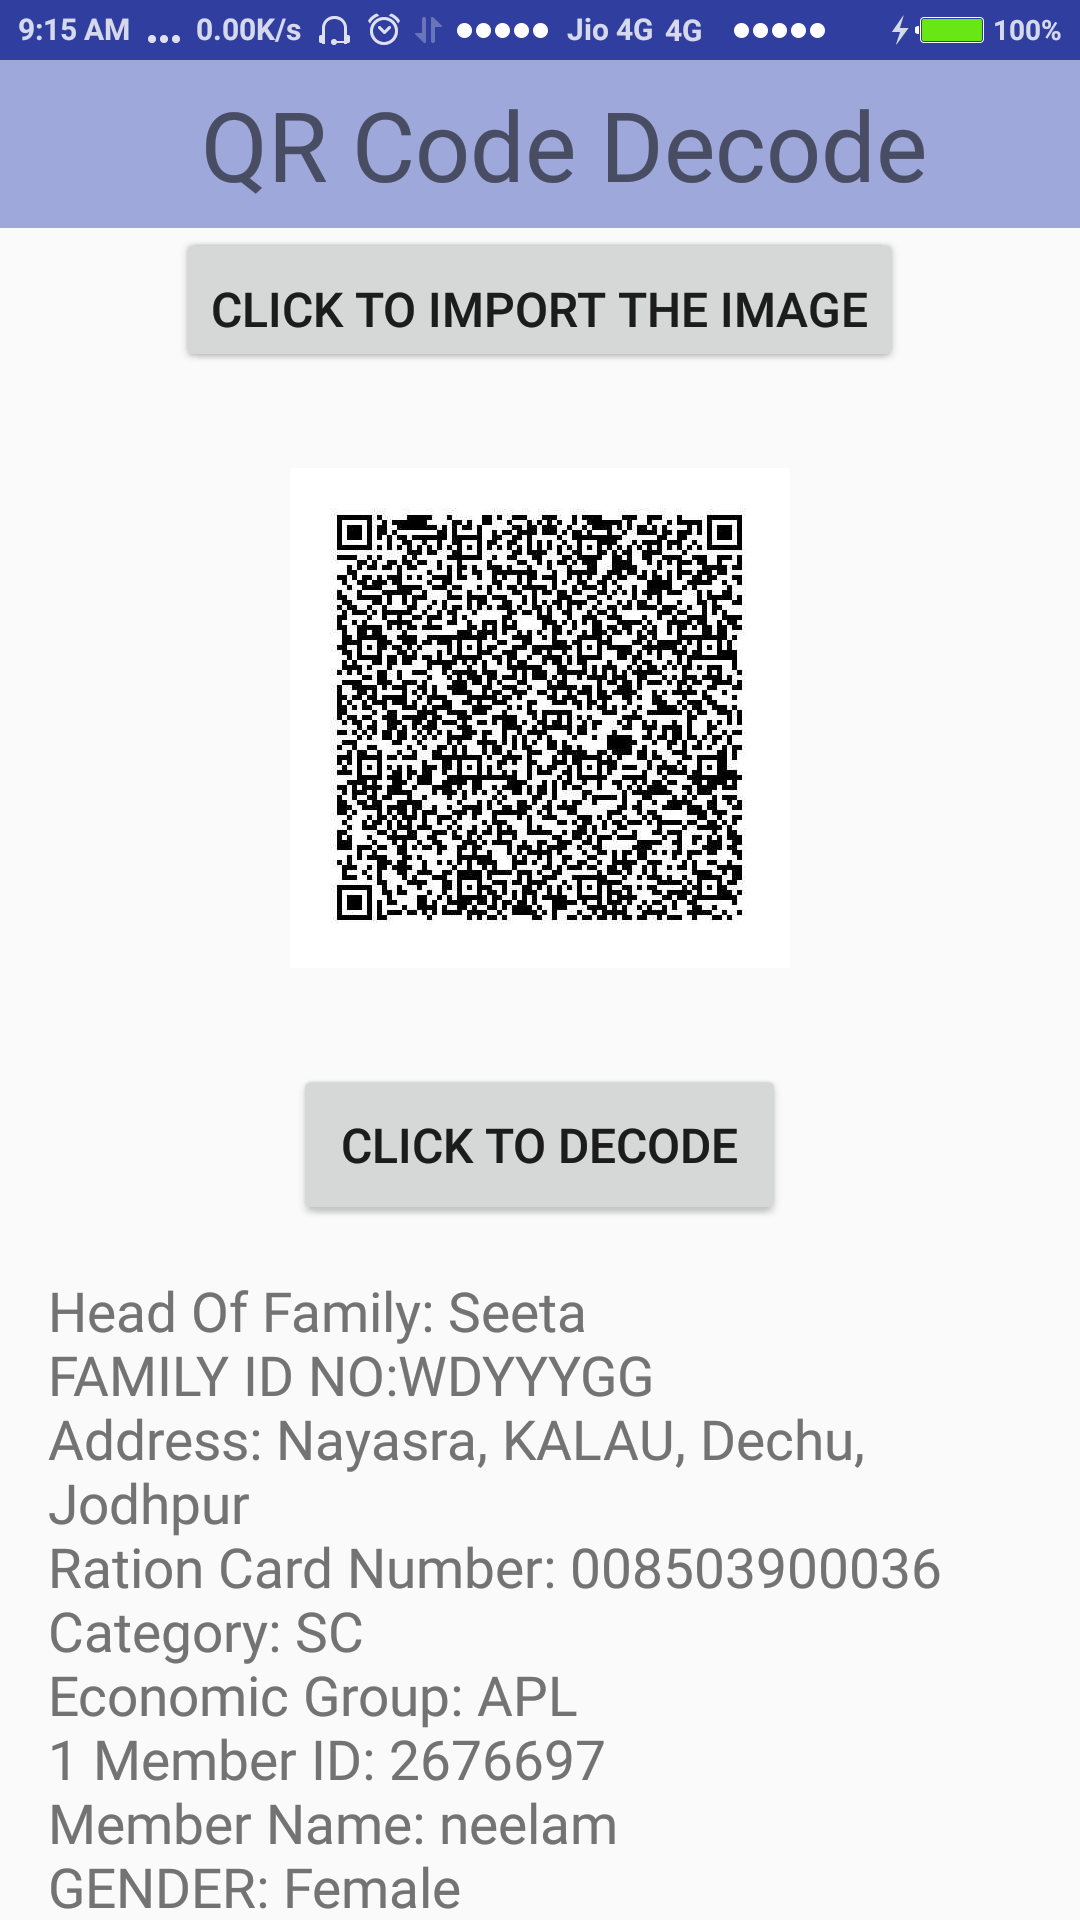 9:15 AM ... 0.00K/s Jio 4G 4G 100%
QR Code Decode
CLICK TO IMPORT THE IMAGE
CLICK TO DECODE
Head Of Family: Seeta
FAMILY ID NO:WDYYYGG
Address: Nayasra, KALAU, Dechu,
Jodhpur
Ration Card Number: 008503900036
Category: SC
Economic Group: APL
1 Member ID: 2676697
Member Name: neelam
GENDER: Female